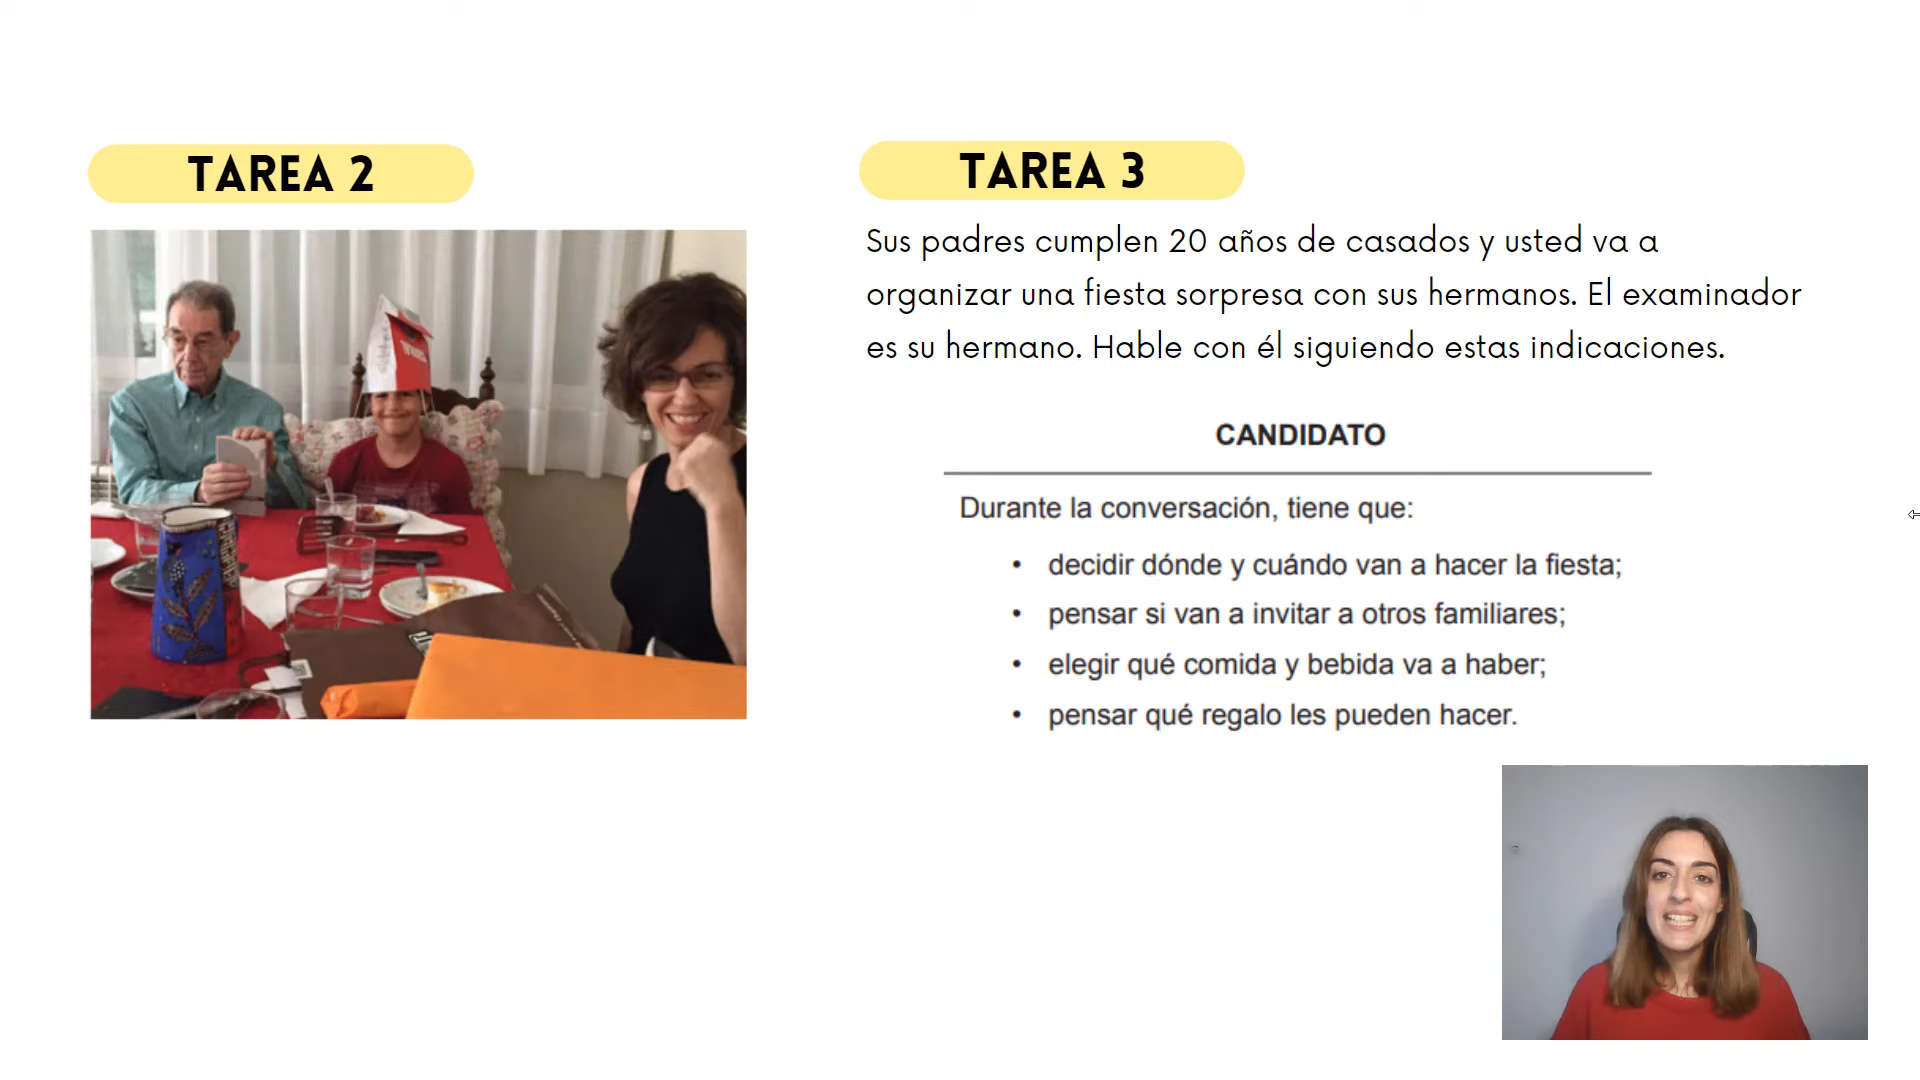 TAREA 2
TAREA 3
Sus padres cumplen 20 años de casados y usted va a
organizar una fiesta sorpresa con sus hermanos. El examinador
es su hermano. Hable con él siguiendo estas indicaciones.
CANDIDATO
Durante la conversación, tiene que:
• decidir dónde y cuándo van a hacer la fiesta;
• pensar si van a invitar a otros familiares;
• elegir qué comida y bebida va a haber;
• pensar qué regalo les pueden hacer.